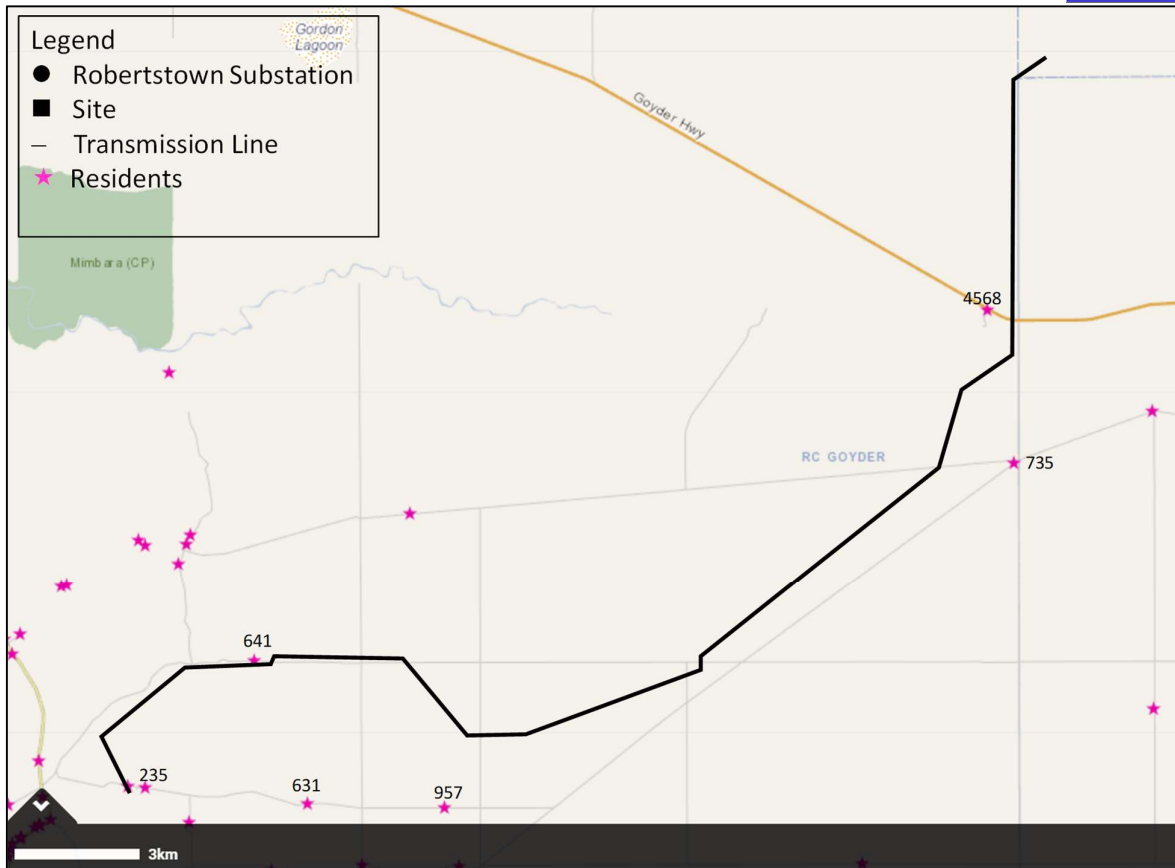 Legend
Robertstown Substation
Site
Transmission Line
Residents
Gordon
Lagoon
Goyder Hwy
Mimbara (CP)
4568
RC GOYDER
735
641
235
631
957
3km